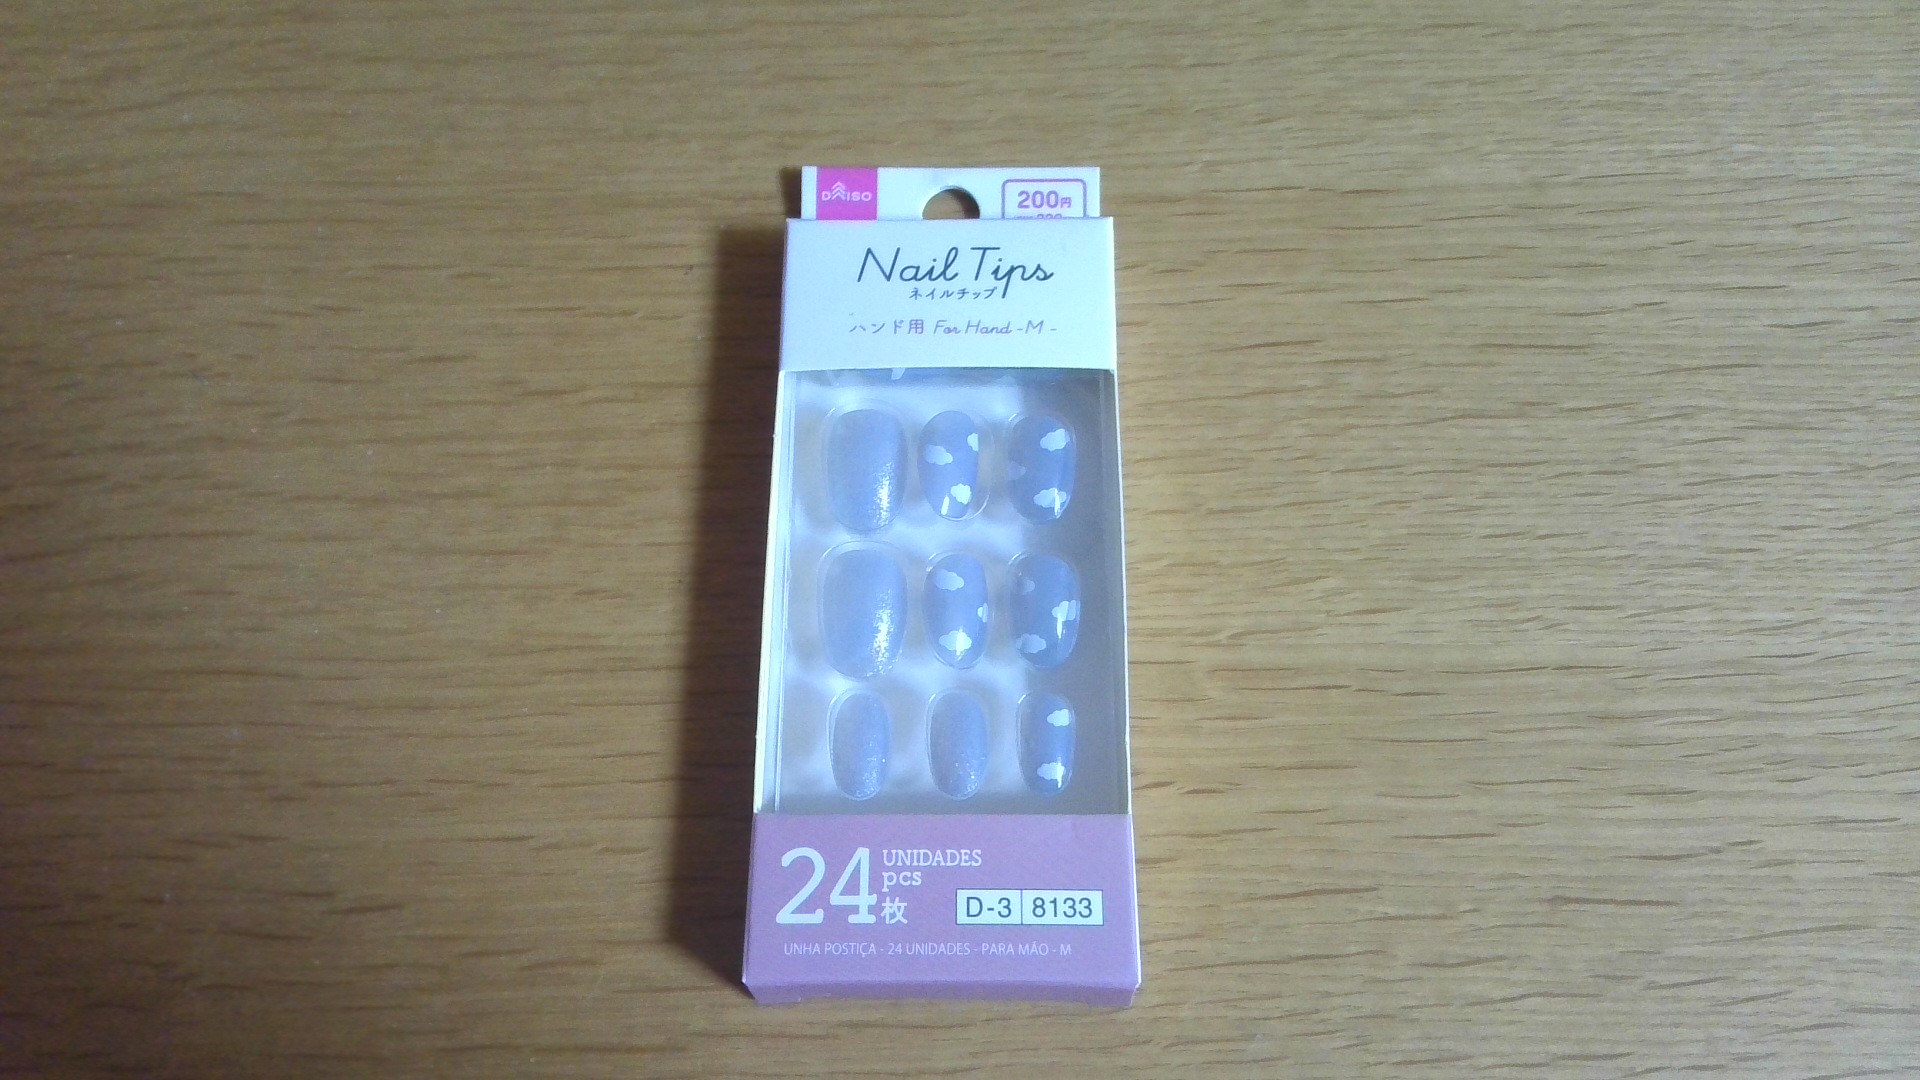 DAISO
200円
Nail Tips
ネイルチップ
ハンド用 For Hand -M-
24 UNIDADES
pcs
枚
D-3 8133
UNHA POSTIÇA - 24 UNIDADES - PARA MÃO - M